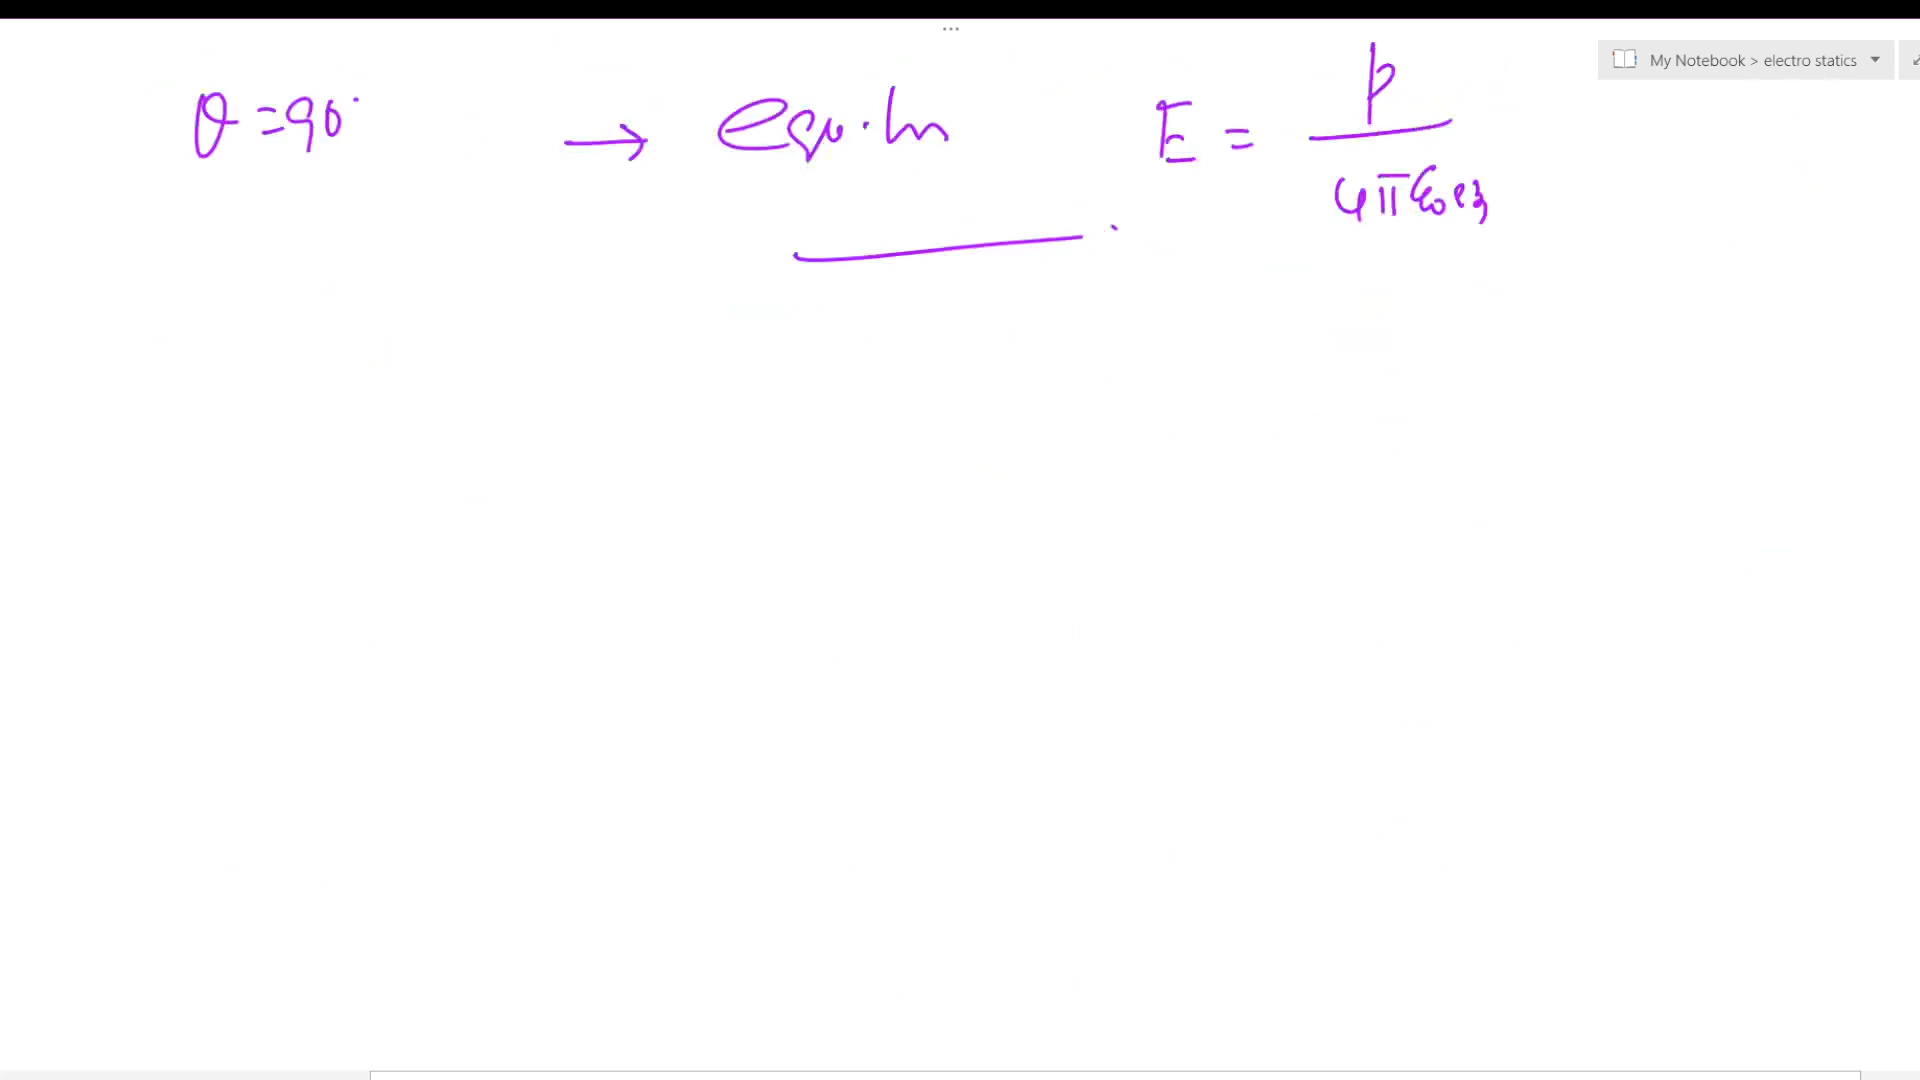 My Notebook > electro statics
θ = 90° → equ. ln E = p / 4πε₀r³